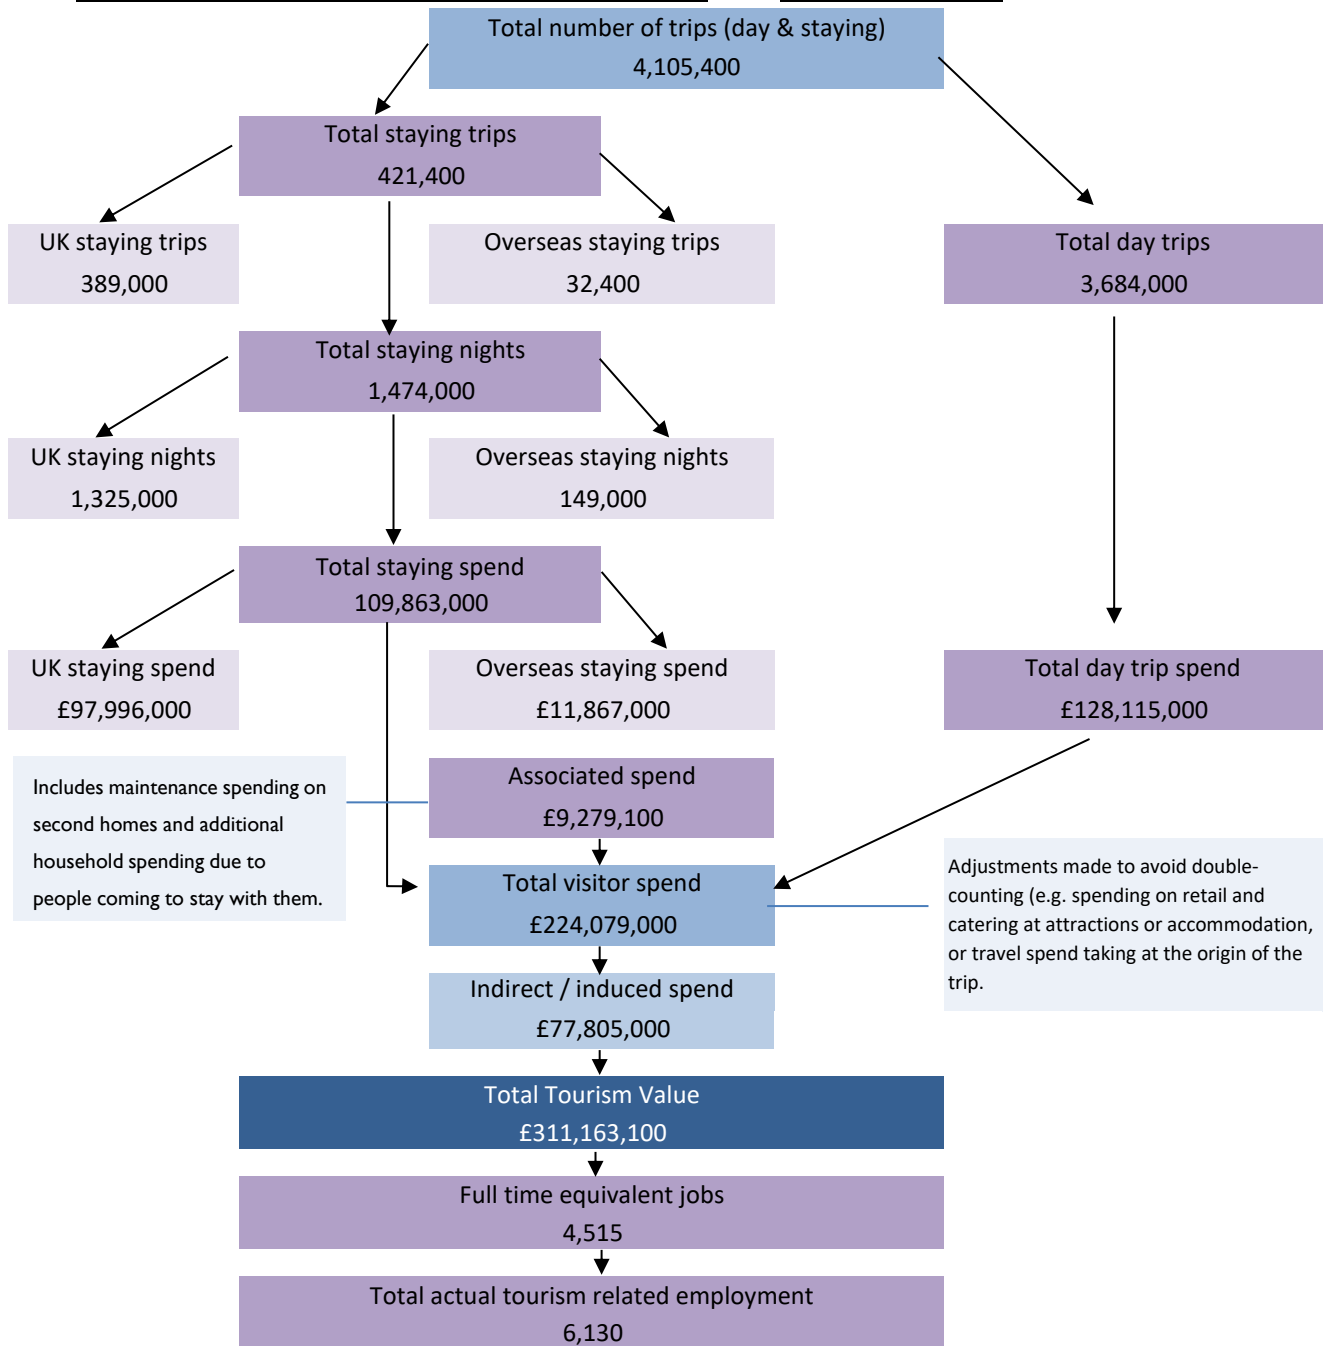 Total number of trips (day & staying)
4,105,400
Total staying trips
421,400
UK staying trips
389,000
Overseas staying trips
32,400
Total day trips
3,684,000
Total staying nights
1,474,000
UK staying nights
1,325,000
Overseas staying nights
149,000
Total staying spend
109,863,000
UK staying spend
£97,996,000
Overseas staying spend
£11,867,000
Total day trip spend
£128,115,000
Includes maintenance spending on
second homes and additional
household spending due to
people coming to stay with them.
Associated spend
£9,279,100
Total visitor spend
£224,079,000
Adjustments made to avoid double-
counting (e.g. spending on retail and
catering at attractions or accommodation,
or travel spend taking at the origin of the
trip.
Indirect / induced spend
£77,805,000
Total Tourism Value
£311,163,100
Full time equivalent jobs
4,515
Total actual tourism related employment
6,130